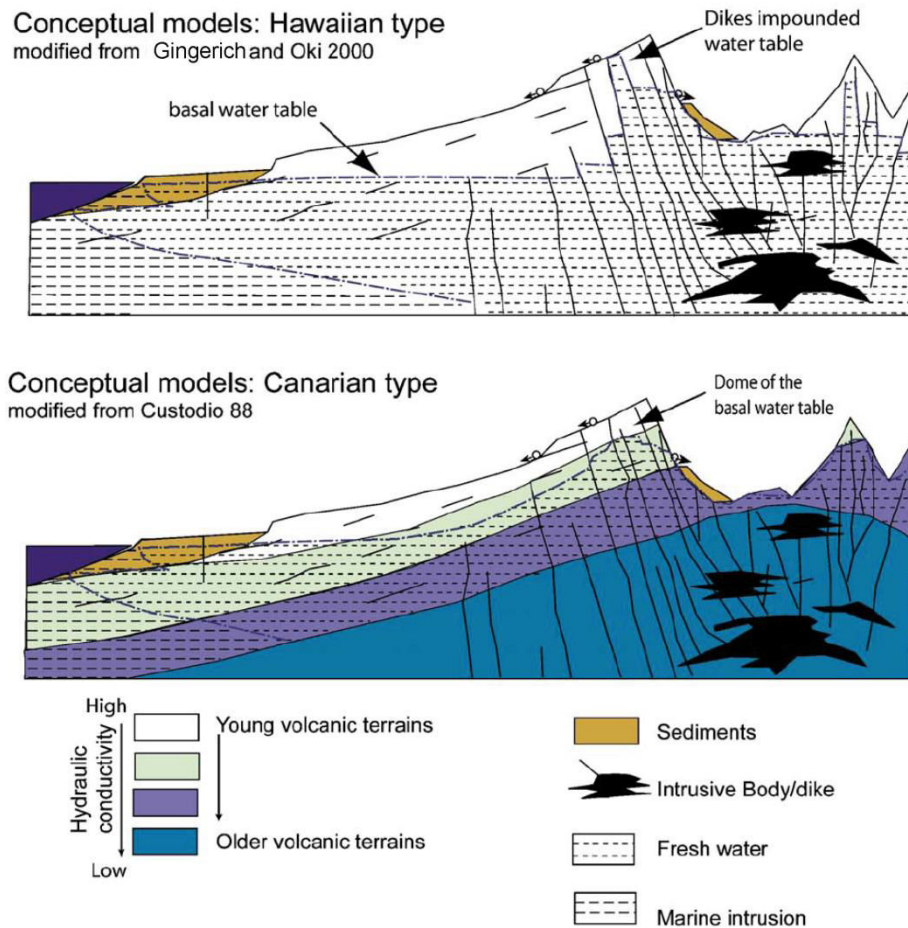 Conceptual models: Hawaiian type
modified from Gingerich and Oki 2000
Dikes impounded
water table
basal water table
Conceptual models: Canarian type
modified from Custodio 88
Dome of the
basal water table
High
Hydraulic
conductivity
Low
Young volcanic terrains
Older volcanic terrains
Sediments
Intrusive Body/dike
Fresh water
Marine intrusion